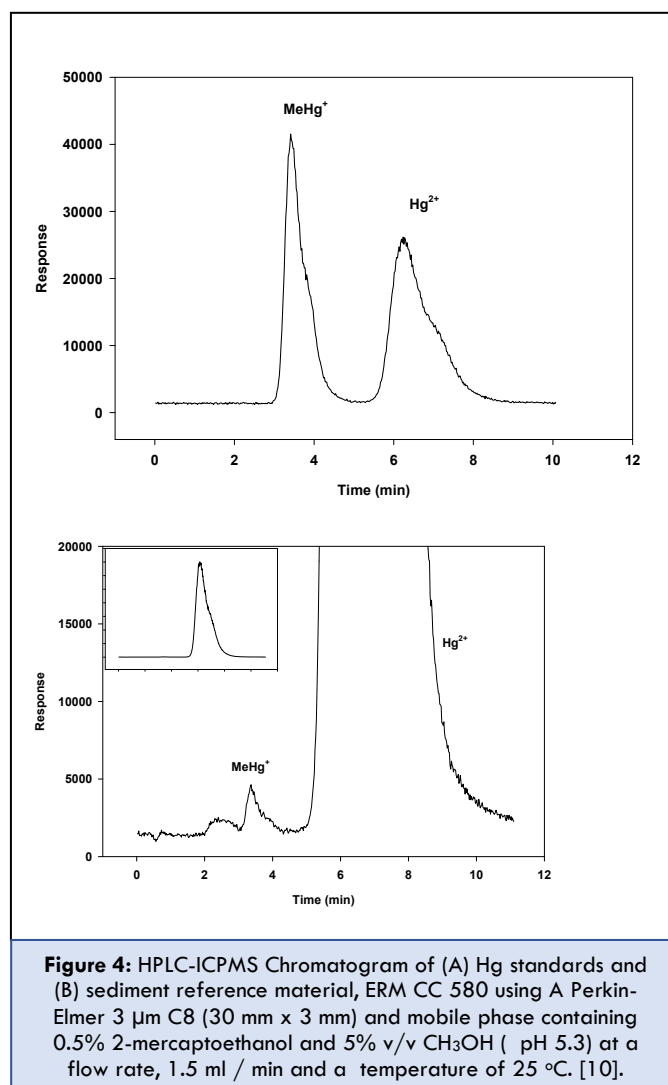 50000
40000
30000
20000
10000
0
Response
MeHg⁺
Hg²⁺
0 2 4 6 8 10 12
Time (min)
20000
15000
10000
5000
0
Response
MeHg⁺
Hg²⁺
0 2 4 6 8 10 12
Time (min)
Figure 4: HPLC-ICPMS Chromatogram of (A) Hg standards and
(B) sediment reference material, ERM CC 580 using A Perkin-
Elmer 3 µm C8 (30 mm x 3 mm) and mobile phase containing
0.5% 2-mercaptoethanol and 5% v/v CH₃OH ( pH 5.3) at a
flow rate, 1.5 ml / min and a temperature of 25 ºC. [10].